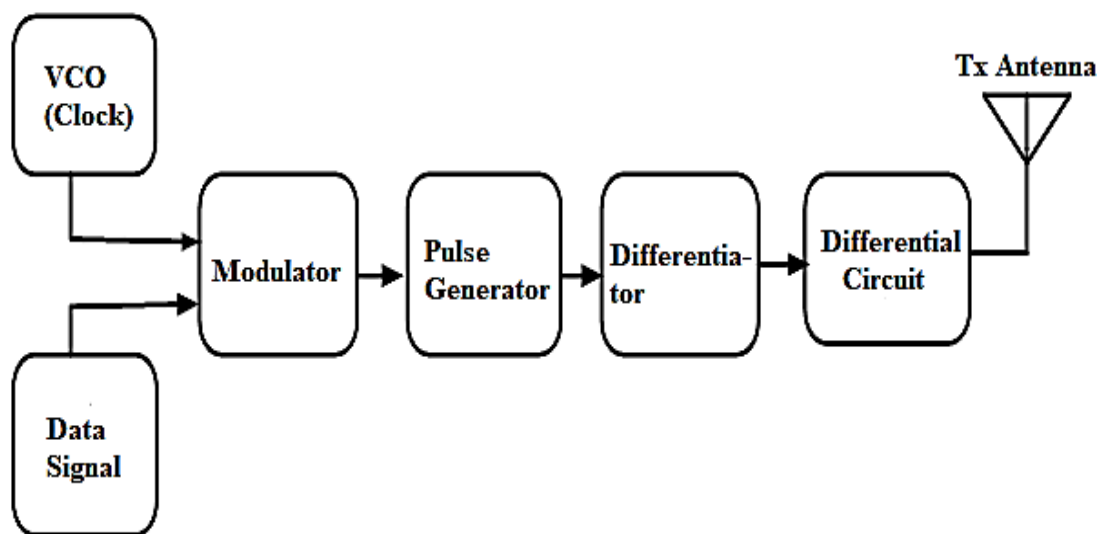 VCO
(Clock)
Tx Antenna
Modulator
Pulse
Generator
Differentia-
tor
Differential
Circuit
Data
Signal